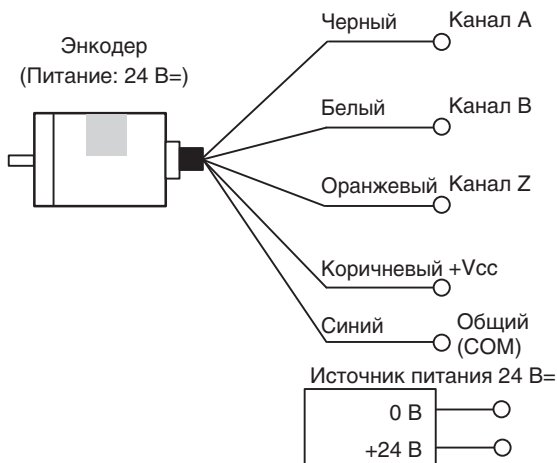 Энкодер
(Питание: 24 В=)
Черный Канал A
Белый Канал B
Оранжевый Канал Z
Коричневый +Vcc
Синий Общий
(COM)
Источник питания 24 В=
0 В
+24 В